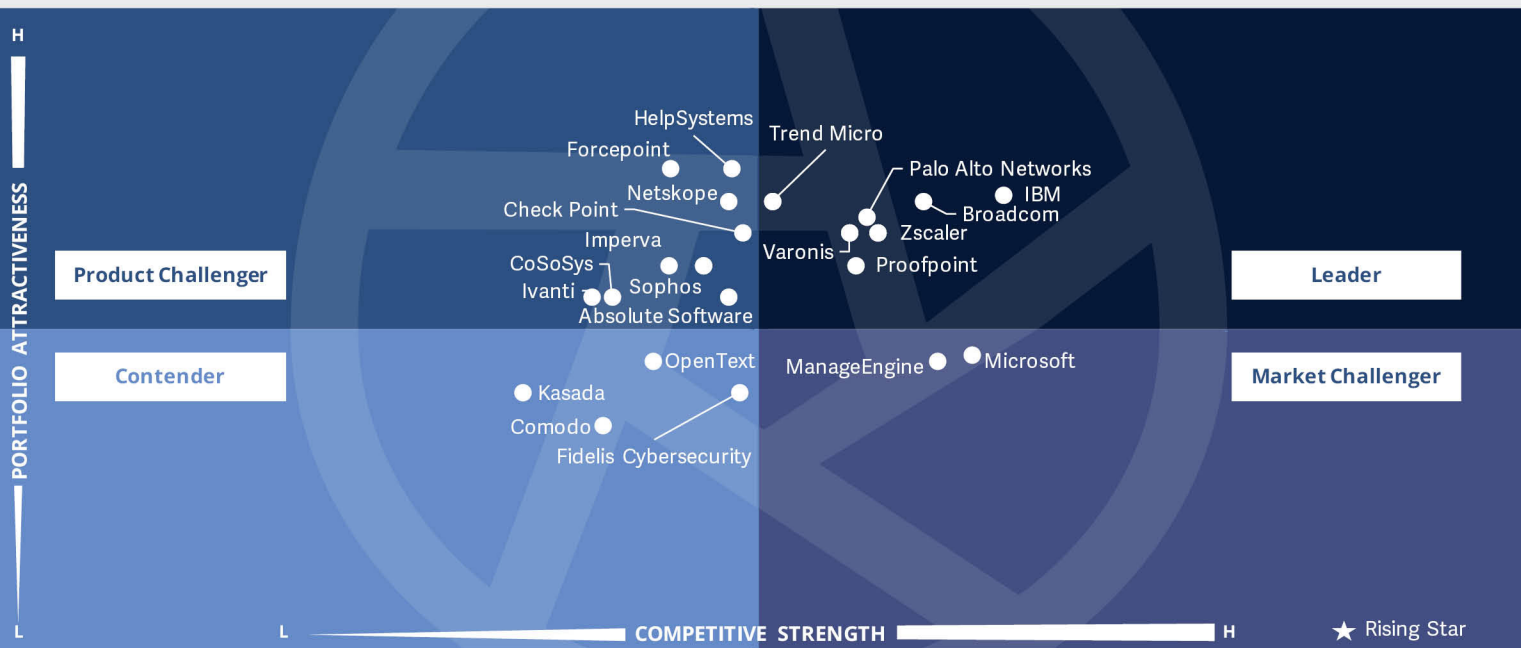 H
HelpSystems
Trend Micro
Forcepoint
Palo Alto Networks
Netskope
IBM
Check Point
Broadcom
Imperva
Varonis
Zscaler
CoSoSys
Proofpoint
Product Challenger
Leader
Ivanti
Sophos
Absolute Software
OpenText
ManageEngine
Microsoft
Contender
Market Challenger
Kasada
Comodo
Fidelis Cybersecurity
PORTFOLIO ATTRACTIVENESS
L
L
COMPETITIVE STRENGTH
H
Rising Star